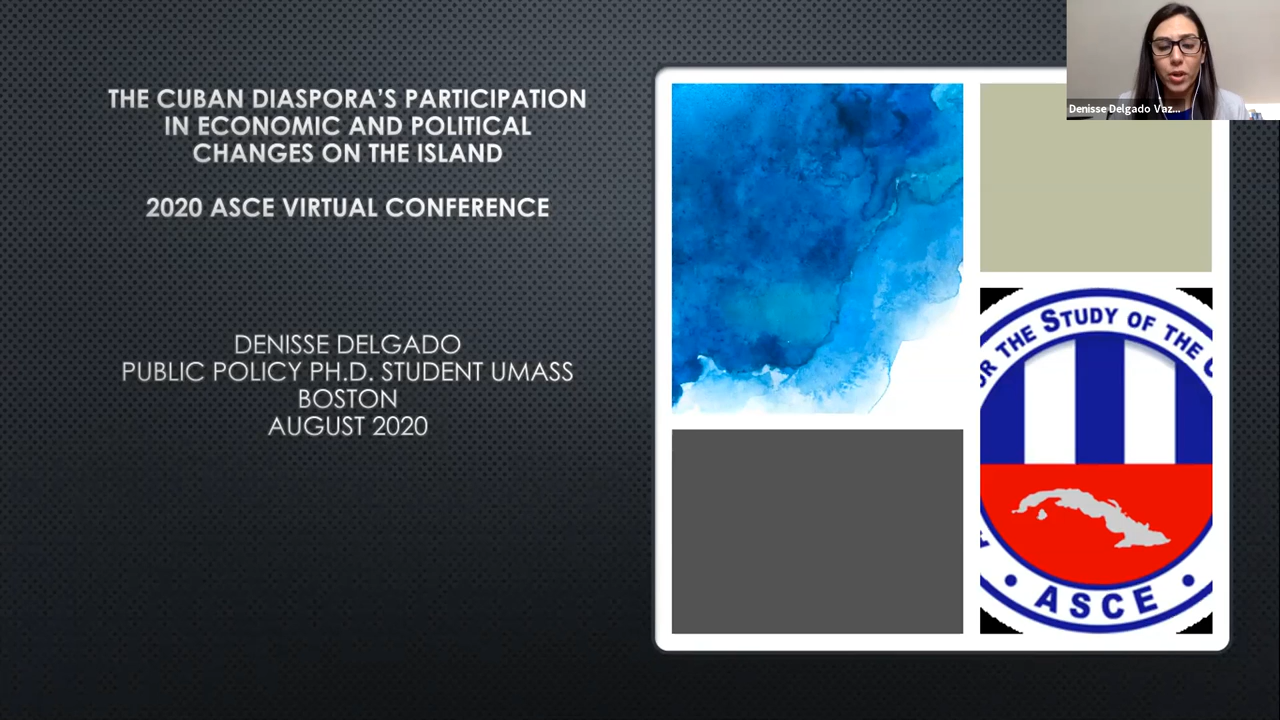 THE CUBAN DIASPORA'S PARTICIPATION
IN ECONOMIC AND POLITICAL
CHANGES ON THE ISLAND
2020 ASCE VIRTUAL CONFERENCE
DENISSE DELGADO
PUBLIC POLICY PH.D. STUDENT UMASS
BOSTON
AUGUST 2020
Denisse Delgado Vaz...
FOR THE STUDY OF THE
• ASCE •